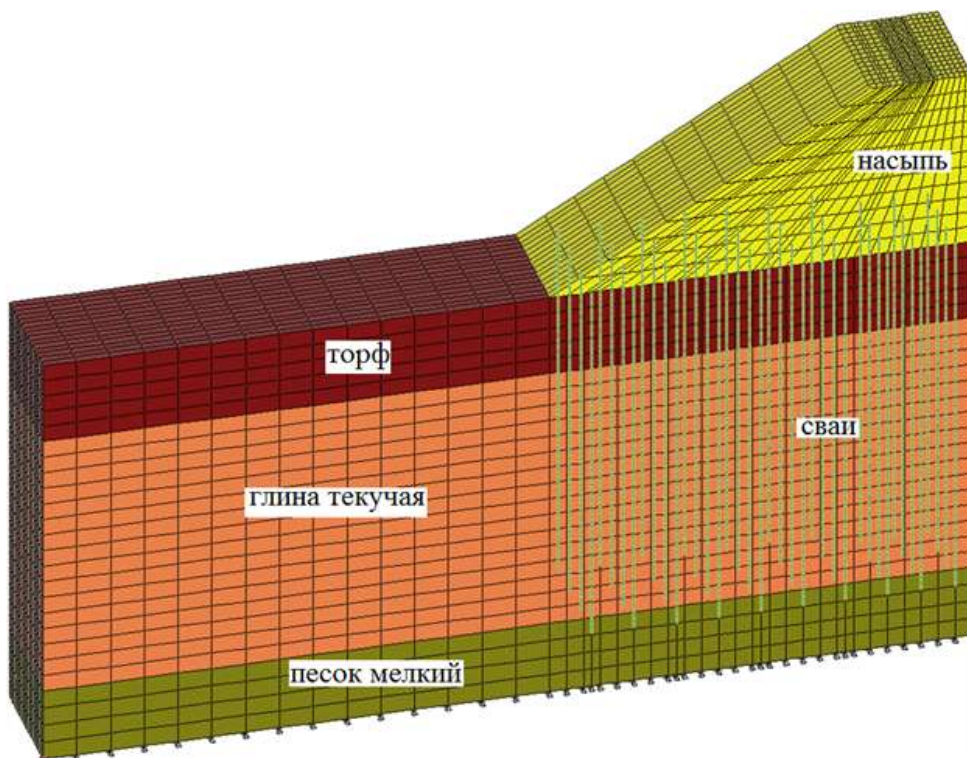 насыпь
торф
сваи
глина текучая
песок мелкий